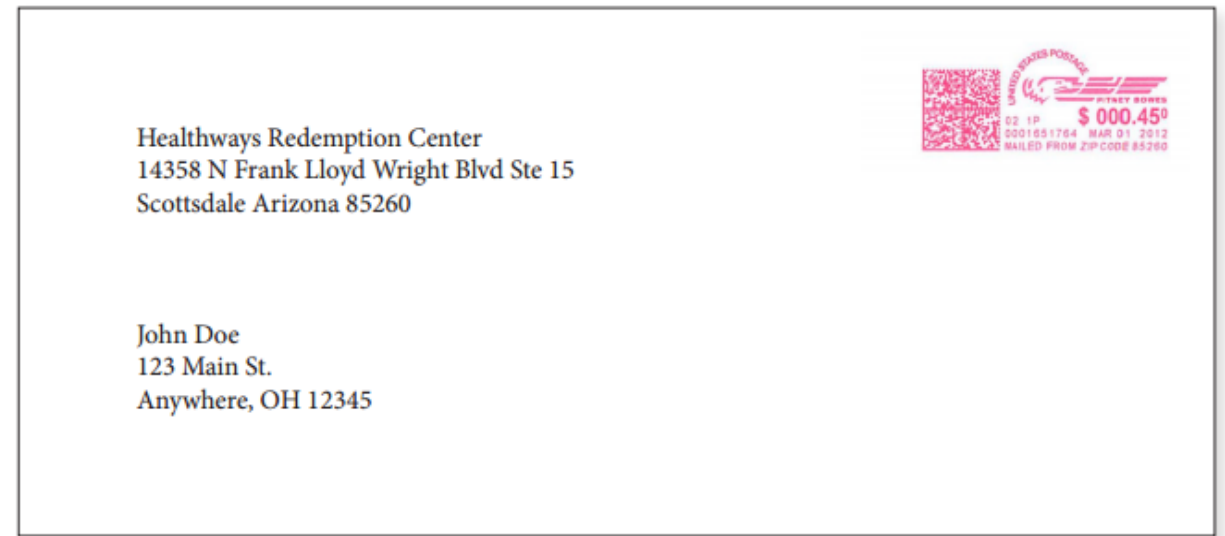 Healthways Redemption Center
14358 N Frank Lloyd Wright Blvd Ste 15
Scottsdale Arizona 85260
UNITED STATES POSTAGE
PITNEY BOWES
02 1P
$ 000.45⁰
0001651764 MAR 01 2012
MAILED FROM ZIP CODE 85260
John Doe
123 Main St.
Anywhere, OH 12345